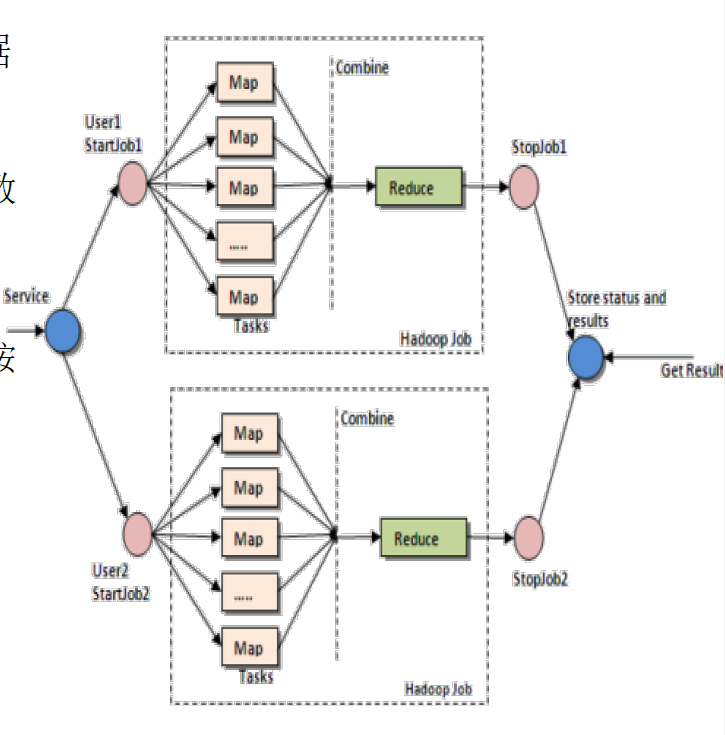 据
Combine
Map
User1
StartJob1
Map
StopJob1
数
Map
Reduce
.....
Service
Map
Store status and
results
Tasks
Hadoop Job
按
Get Result
Combine
Map
Map
Map
Reduce
User2
StartJob2
.....
StopJob2
Map
Tasks
Hadoop Job